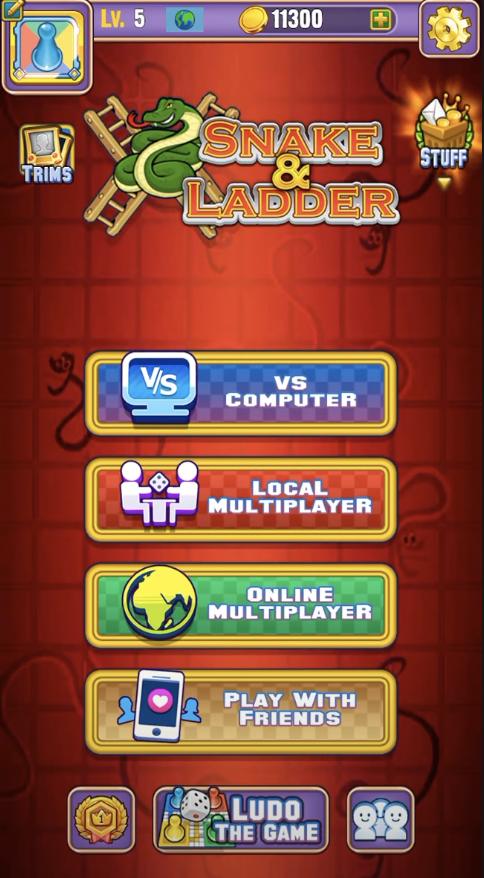 Lv. 5
11300
TRIMS
SNAKE
&
LADDER
STUFF
V/S
VS
COMPUTER
LOCAL
MULTIPLAYER
ONLINE
MULTIPLAYER
PLAY WITH
FRIENDS
1
LUDO
THE GAME